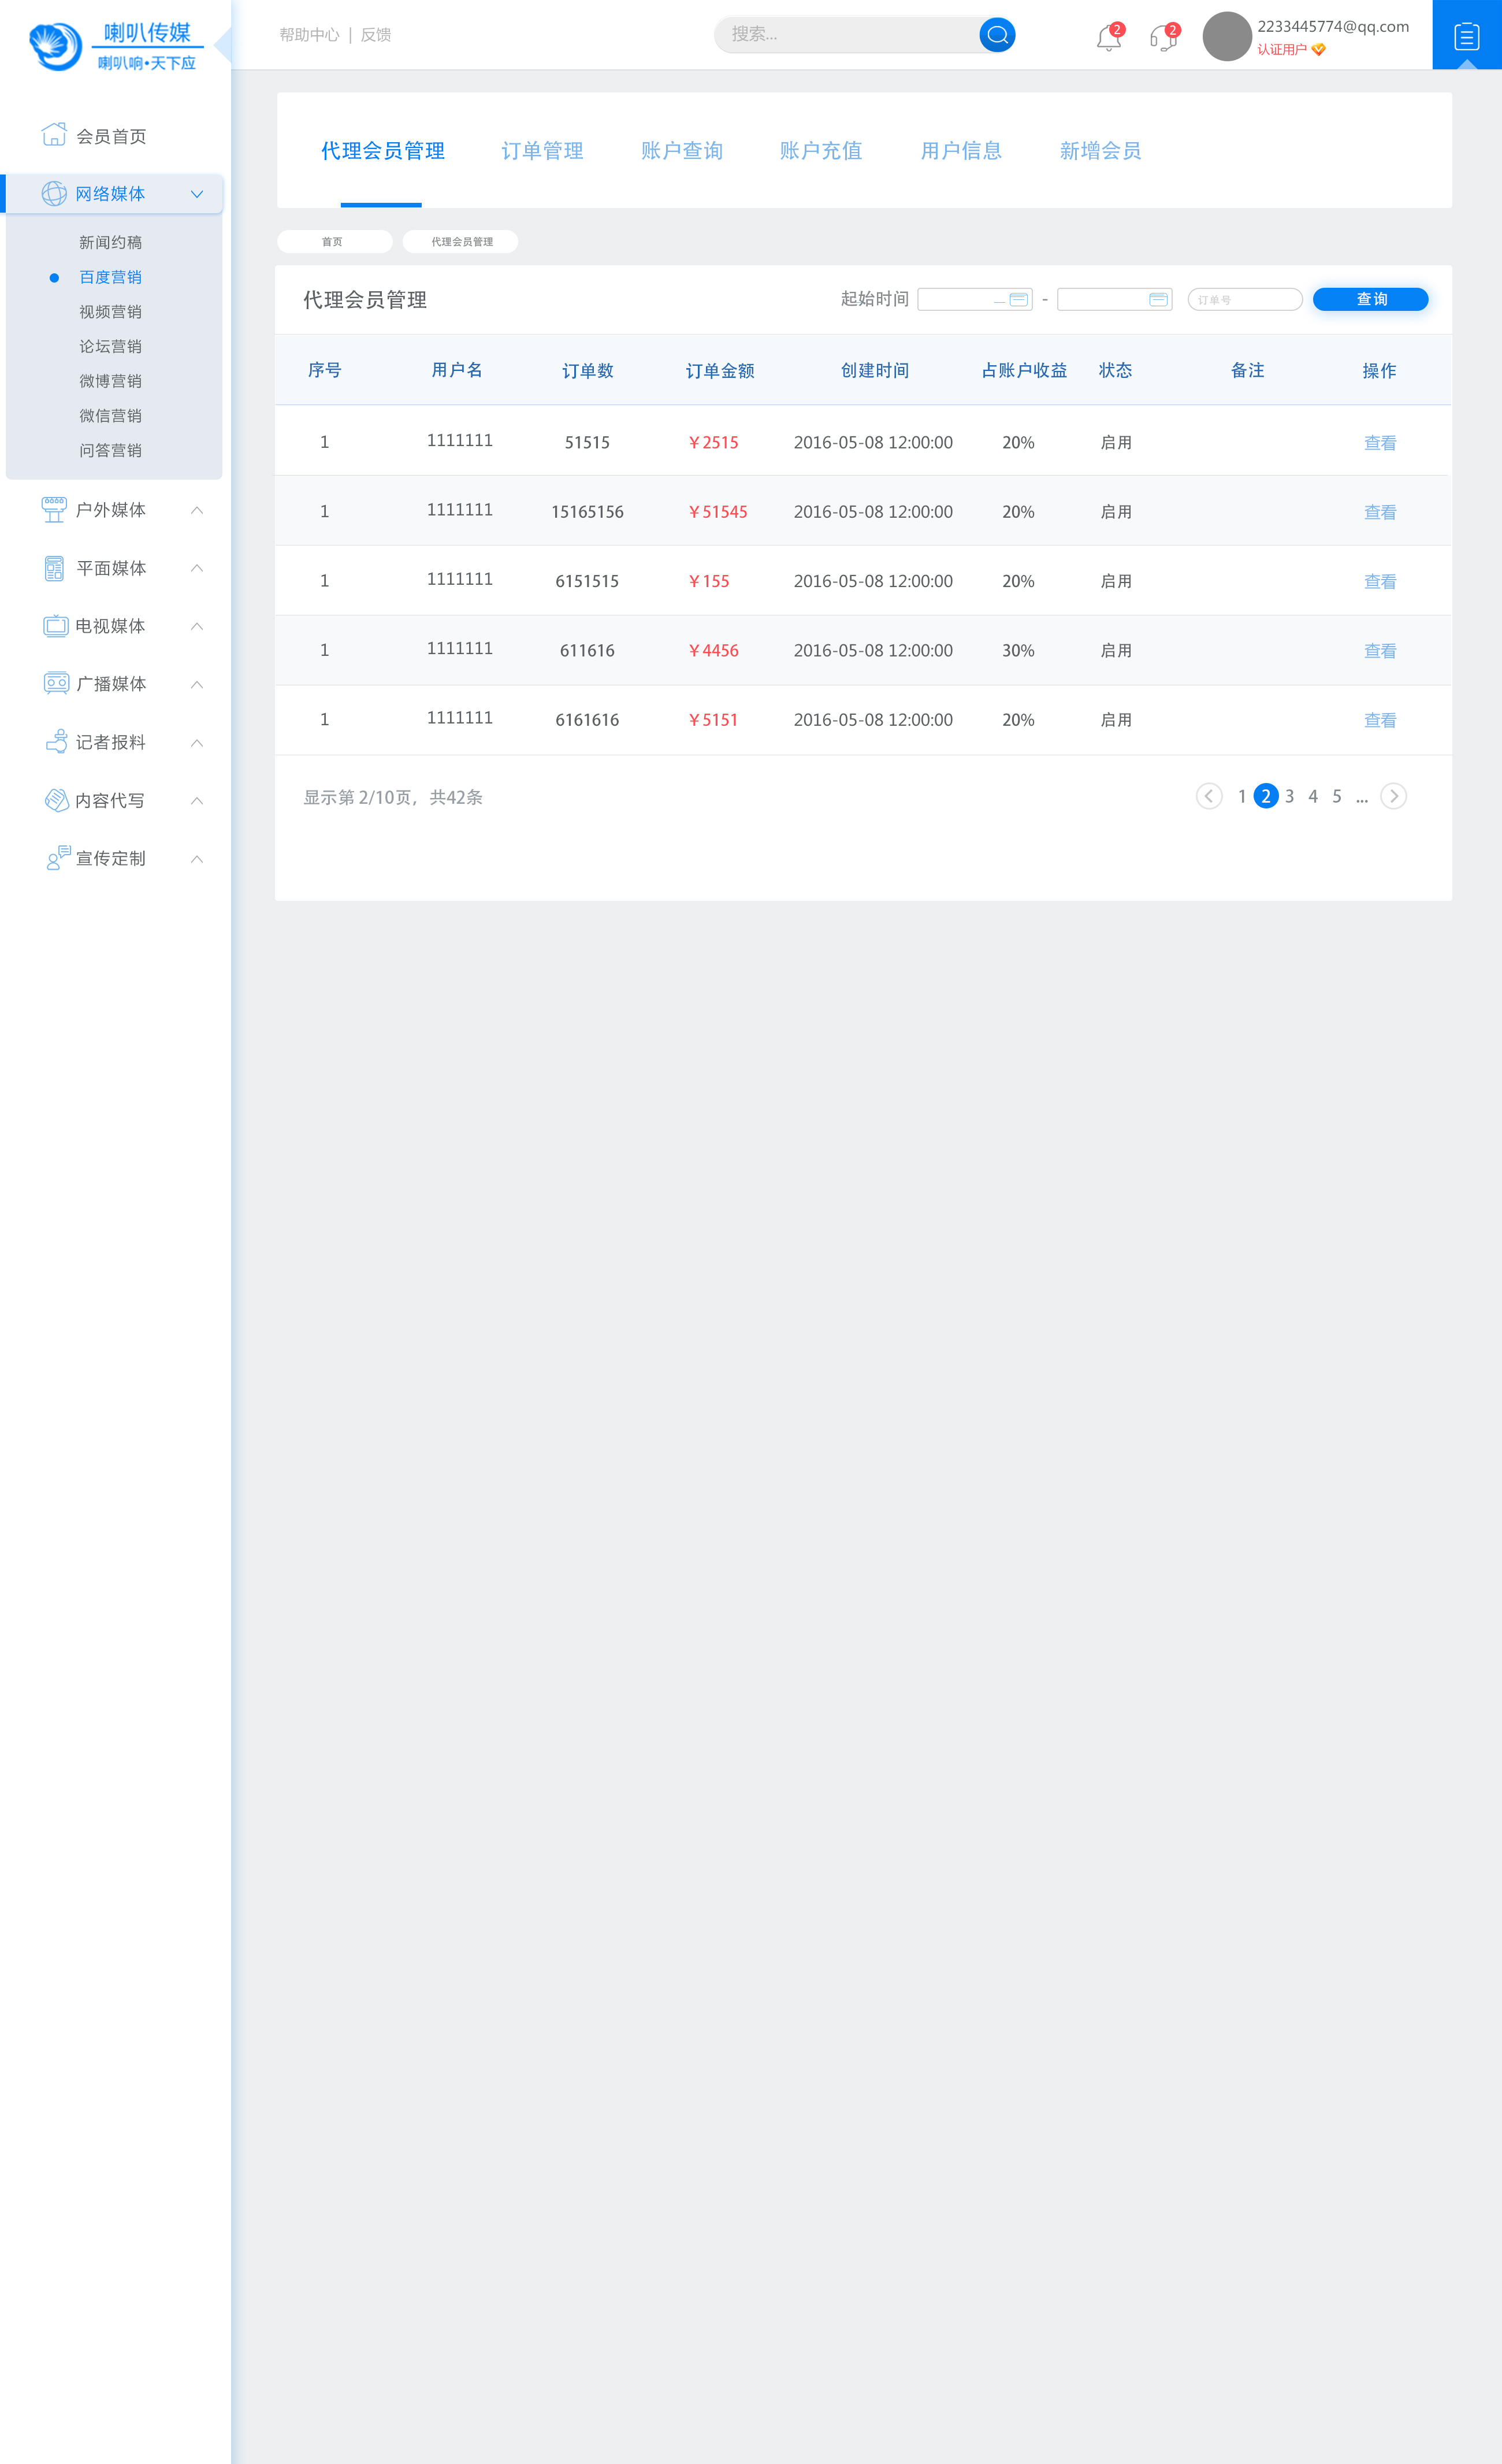 喇叭传媒
喇叭响•天下应
帮助中心 | 反馈
搜索...
2
2
2233445774@qq.com
认证用户
会员首页
网络媒体
新闻约稿
百度营销
视频营销
论坛营销
微博营销
微信营销
问答营销
户外媒体
平面媒体
电视媒体
广播媒体
记者报料
内容代写
宣传定制
代理会员管理 订单管理 账户查询 账户充值 用户信息 新增会员
首页 代理会员管理
代理会员管理 起始时间 - 订单号 查询
序号 用户名 订单数 订单金额 创建时间 占账户收益 状态 备注 操作
1 1111111 51515 ￥2515 2016-05-08 12:00:00 20% 启用 查看
1 1111111 15165156 ￥51545 2016-05-08 12:00:00 20% 启用 查看
1 1111111 6151515 ￥155 2016-05-08 12:00:00 20% 启用 查看
1 1111111 611616 ￥4456 2016-05-08 12:00:00 30% 启用 查看
1 1111111 6161616 ￥5151 2016-05-08 12:00:00 20% 启用 查看
显示第 2/10页，共42条 1 2 3 4 5 ...